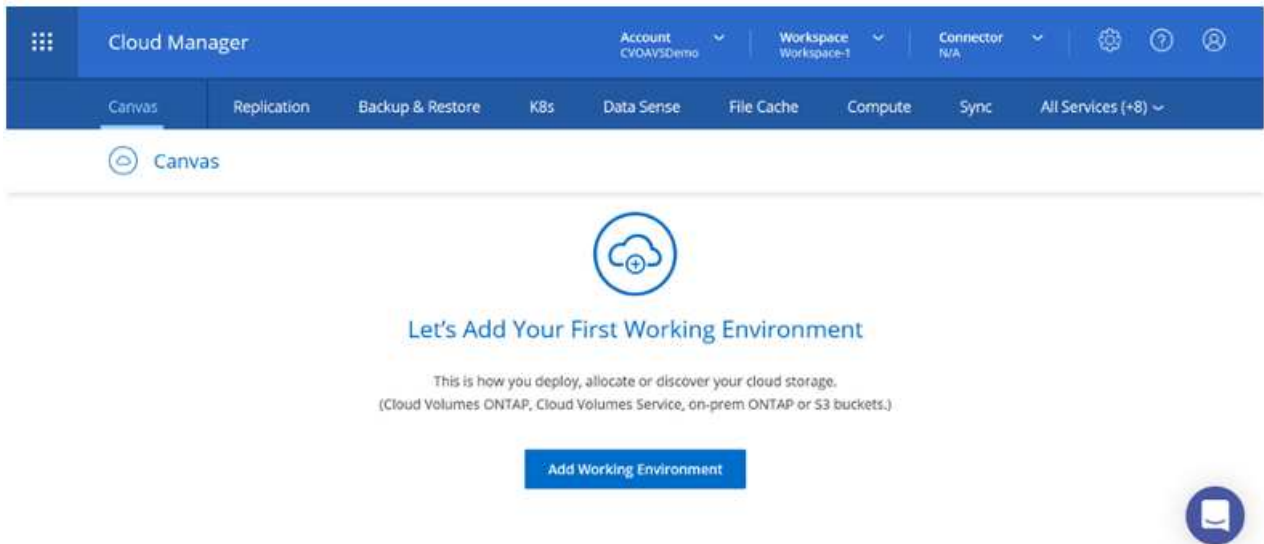 Cloud Manager
Account
CVOAVSDemo
Workspace
Workspace-1
Connector
N/A
Canvas Replication Backup & Restore K8s Data Sense File Cache Compute Sync All Services (+8)
Canvas
Let's Add Your First Working Environment
This is how you deploy, allocate or discover your cloud storage.
(Cloud Volumes ONTAP, Cloud Volumes Service, on-prem ONTAP or S3 buckets.)
Add Working Environment